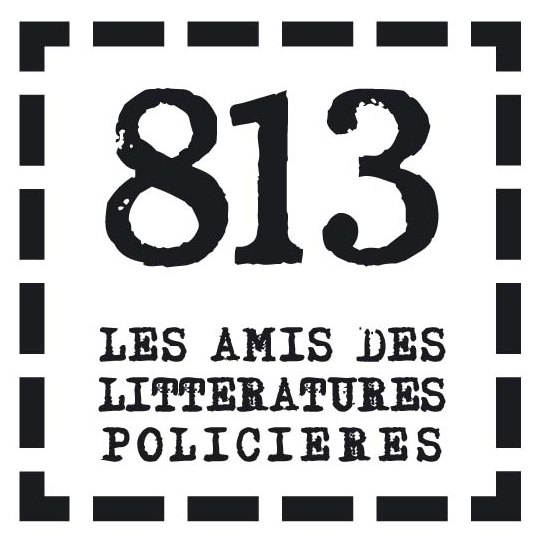 813
LES AMIS DES
LITTERATURES
POLICIERES